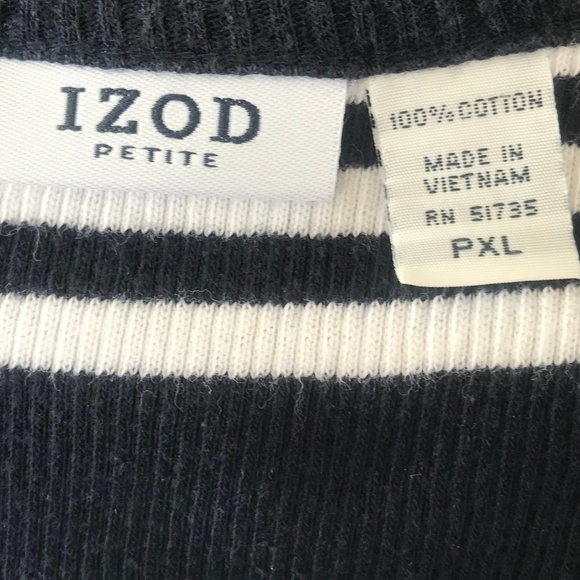 IZOD
PETITE
100% COTTON
MADE IN
VIETNAM
RN 51735
PXL